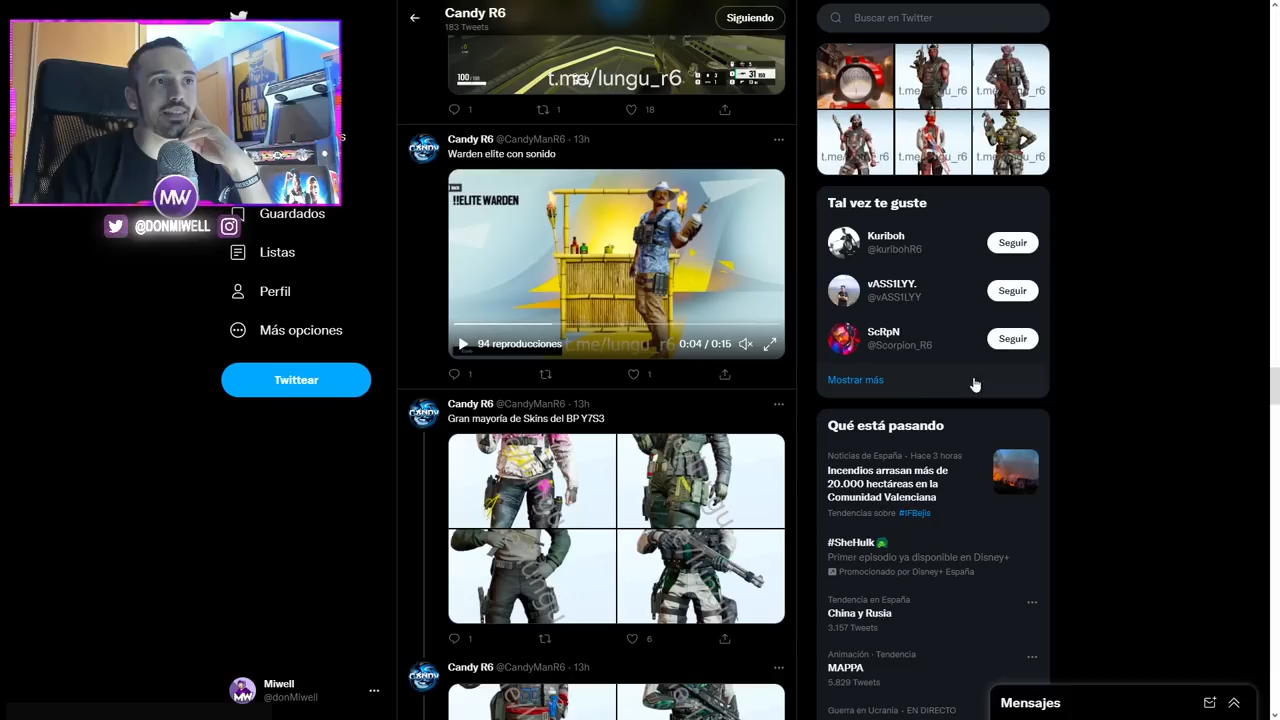 Candy R6
183 Tweets
Siguiendo
Buscar en Twitter
100
31
t.me/lungu_r6
1
1
18
Candy R6 @CandyManR6 · 13h
Warden elite con sonido
!!ELITE WARDEN
94 reproducciones
t.me/lungu_r6
0:04 / 0:15
1
1
Candy R6 @CandyManR6 · 13h
Gran mayoría de Skins del BP Y7S3
1
6
Candy R6 @CandyManR6 · 13h
MW
@DONMIWELL
Guardados
Listas
Perfil
Más opciones
Twittear
Miwell
@donMiwell
Tal vez te guste
Kuriboh
@kuribohR6
Seguir
vASS1LYY.
@vASS1LYY
Seguir
ScRpN
@Scorpion_R6
Seguir
Mostrar más
Qué está pasando
Noticias de España · Hace 3 horas
Incendios arrasan más de
20.000 hectáreas en la
Comunidad Valenciana
Tendencias sobre #IFBejis
#SheHulk
Primer episodio ya disponible en Disney+
Promocionado por Disney+ España
Tendencia en España
China y Rusia
3.157 Tweets
Animación · Tendencia
MAPPA
5.829 Tweets
Guerra en Ucrania · EN DIRECTO
Mensajes